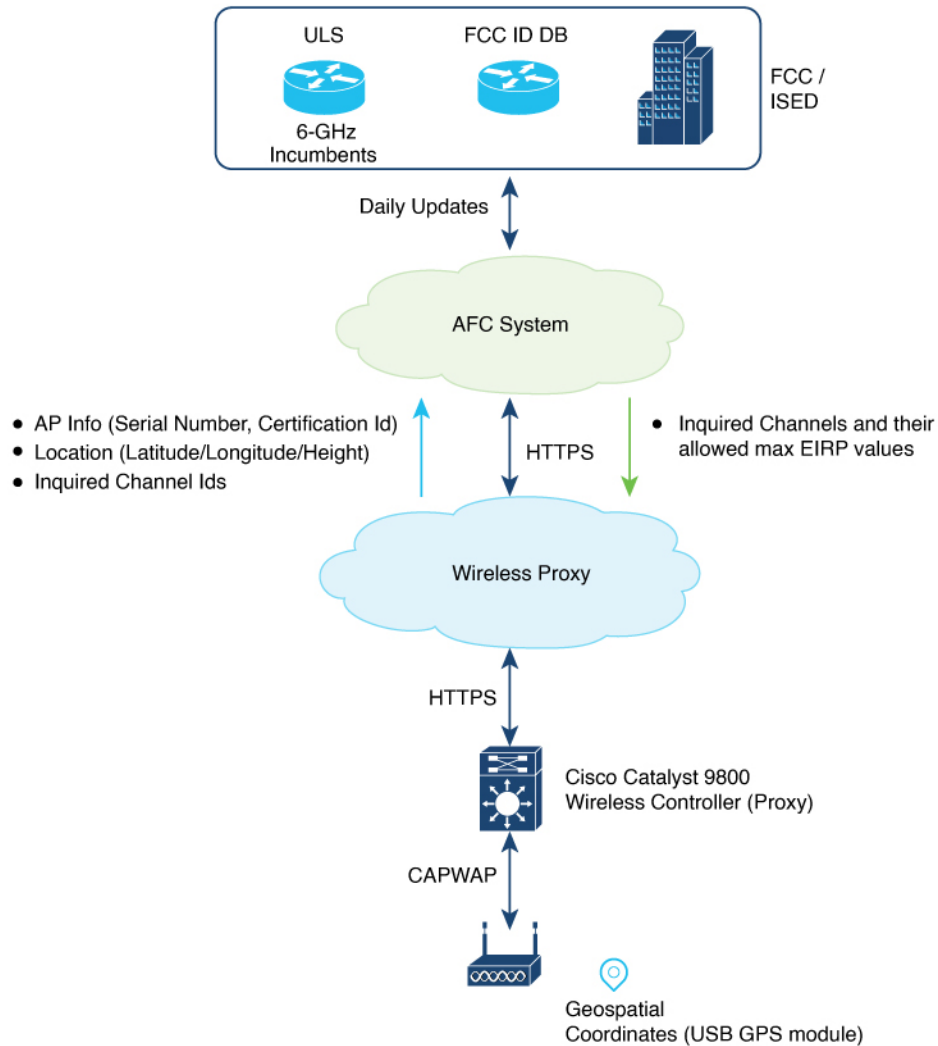 ULS
FCC ID DB
6-GHz
Incumbents
FCC /
ISED
Daily Updates
AFC System
● AP Info (Serial Number, Certification Id)
● Location (Latitude/Longitude/Height)
● Inquired Channel Ids
HTTPS
● Inquired Channels and their
allowed max EIRP values
Wireless Proxy
HTTPS
Cisco Catalyst 9800
Wireless Controller (Proxy)
CAPWAP
Geospatial
Coordinates (USB GPS module)